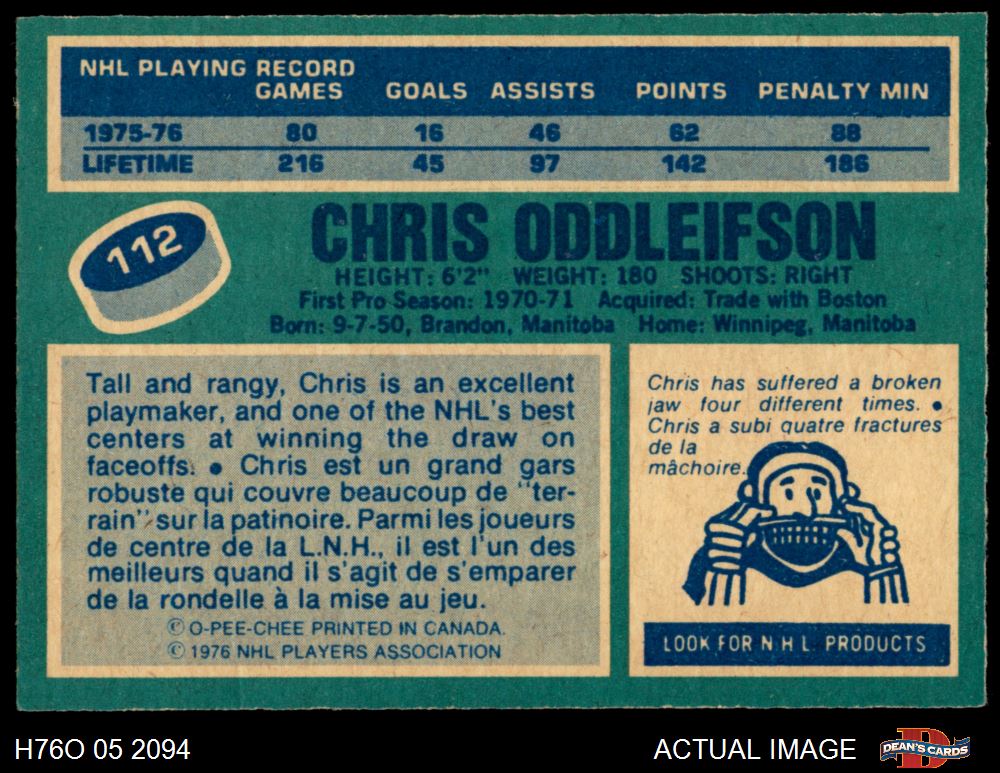 NHL PLAYING RECORD
GAMES GOALS ASSISTS POINTS PENALTY MIN
1975-76 80 16 46 62 88
LIFETIME 216 45 97 142 186
112
CHRIS ODDLEIFSON
HEIGHT: 6'2" WEIGHT: 180 SHOOTS: RIGHT
First Pro Season: 1970-71 Acquired: Trade with Boston
Born: 9-7-50, Brandon, Manitoba Home: Winnipeg, Manitoba
Tall and rangy, Chris is an excellent
playmaker, and one of the NHL's best
centers at winning the draw on
faceoffs. • Chris est un grand gars
robuste qui couvre beaucoup de "ter-
rain" sur la patinoire. Parmi les joueurs
de centre de la L.N.H., il est l'un des
meilleurs quand il s'agit de s'emparer
de la rondelle à la mise au jeu.
© O-PEE-CHEE PRINTED IN CANADA.
© 1976 NHL PLAYERS ASSOCIATION
Chris has suffered a broken
jaw four different times. •
Chris a subi quatre fractures
de la
mâchoire.
LOOK FOR N H L PRODUCTS
H76O 05 2094
ACTUAL IMAGE
DEAN'S CARDS